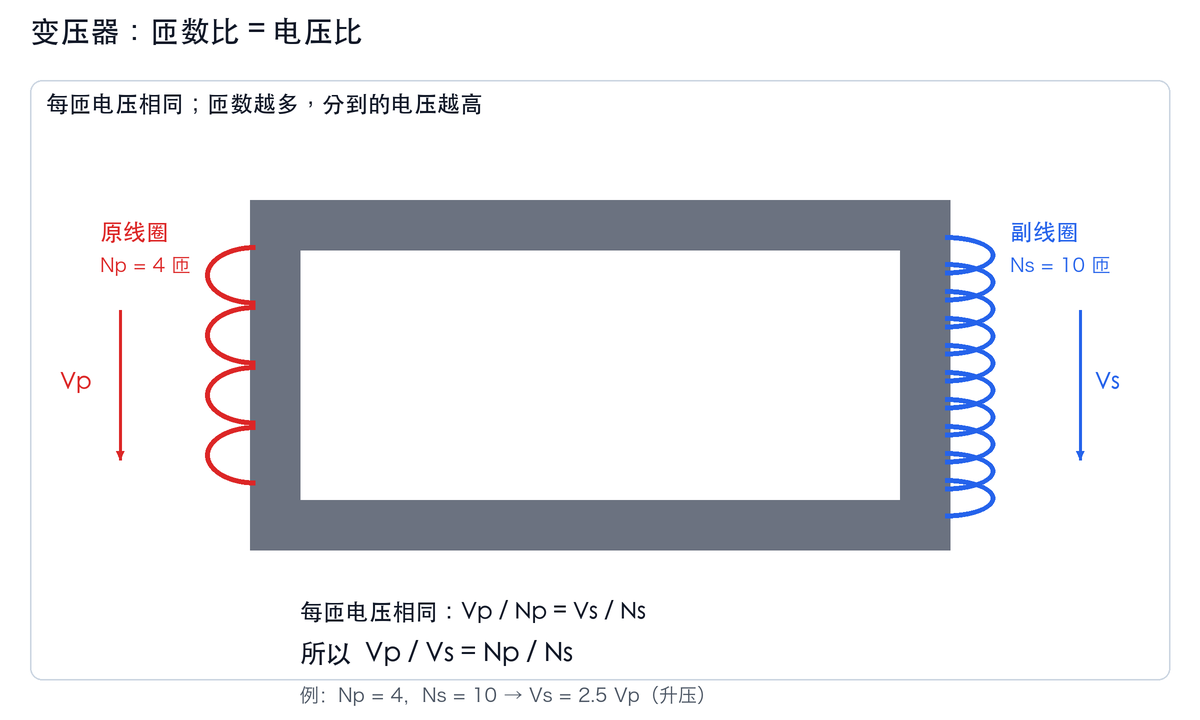 变压器：匝数比 = 电压比
每匝电压相同；匝数越多，分到的电压越高
原线圈
Np = 4 匝
副线圈
Ns = 10 匝
Vp
Vs
每匝电压相同：Vp / Np = Vs / Ns
所以 Vp / Vs = Np / Ns
例：Np = 4，Ns = 10 → Vs = 2.5 Vp（升压）